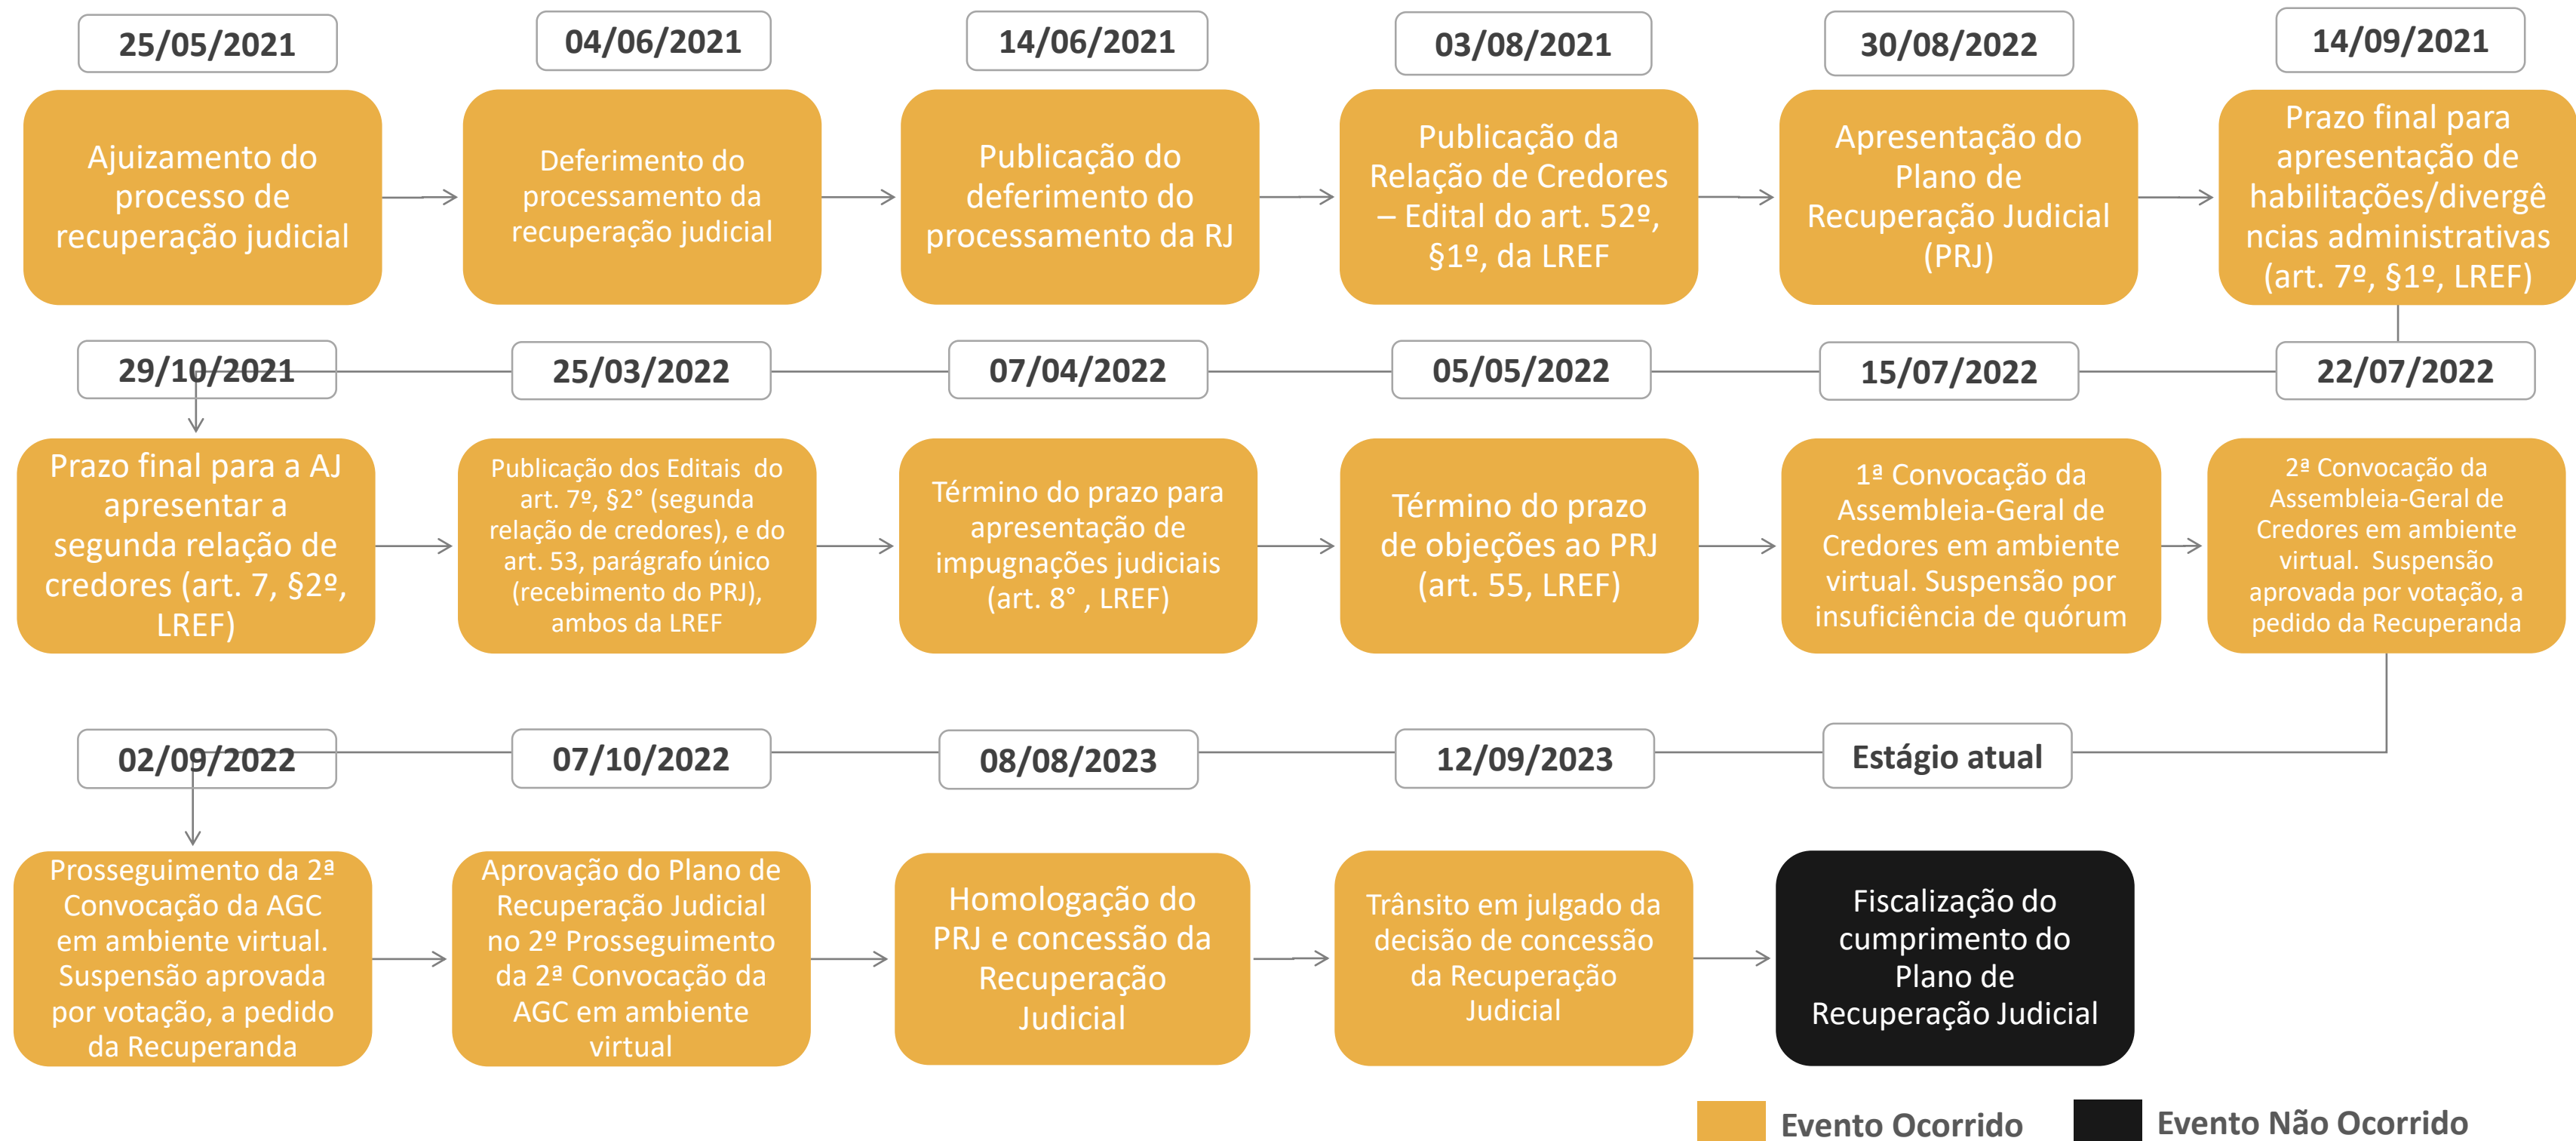 25/05/2021
Ajuizamento do
processo de
recuperação judicial
04/06/2021
Deferimento do
processamento da
recuperação judicial
14/06/2021
Publicação do
deferimento do
processamento da RJ
03/08/2021
Publicação da
Relação de Credores
– Edital do art. 52º,
§1º, da LREF
30/08/2022
Apresentação do
Plano de
Recuperação Judicial
(PRJ)
14/09/2021
Prazo final para
apresentação de
habilitações/divergê
ncias administrativas
(art. 7º, §1º, LREF)
29/10/2021
Prazo final para a AJ
apresentar a
segunda relação de
credores (art. 7, §2º,
LREF)
25/03/2022
Publicação dos Editais do
art. 7º, §2° (segunda
relação de credores), e do
art. 53, parágrafo único
(recebimento do PRJ),
ambos da LREF
07/04/2022
Término do prazo para
apresentação de
impugnações judiciais
(art. 8° , LREF)
05/05/2022
Término do prazo
de objeções ao PRJ
(art. 55, LREF)
15/07/2022
1ª Convocação da
Assembleia-Geral de
Credores em ambiente
virtual. Suspensão por
insuficiência de quórum
22/07/2022
2ª Convocação da
Assembleia-Geral de
Credores em ambiente
virtual. Suspensão
aprovada por votação, a
pedido da Recuperanda
02/09/2022
Prosseguimento da 2ª
Convocação da AGC
em ambiente virtual.
Suspensão aprovada
por votação, a pedido
da Recuperanda
07/10/2022
Aprovação do Plano de
Recuperação Judicial
no 2º Prosseguimento
da 2ª Convocação da
AGC em ambiente
virtual
08/08/2023
Homologação do
PRJ e concessão da
Recuperação
Judicial
12/09/2023
Trânsito em julgado da
decisão de concessão
da Recuperação
Judicial
Estágio atual
Fiscalização do
cumprimento do
Plano de
Recuperação Judicial
Evento Ocorrido
Evento Não Ocorrido